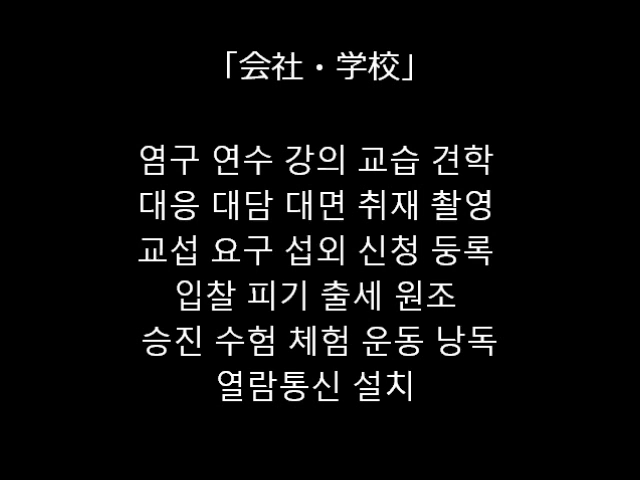 「会社・学校」
염구 연수 강의 교습 견학
대응 대담 대면 취재 촬영
교섭 요구 섭외 신청 둥록
입찰 피기 출세 원조
승진 수험 체험 운동 낭독
열람통신 설치